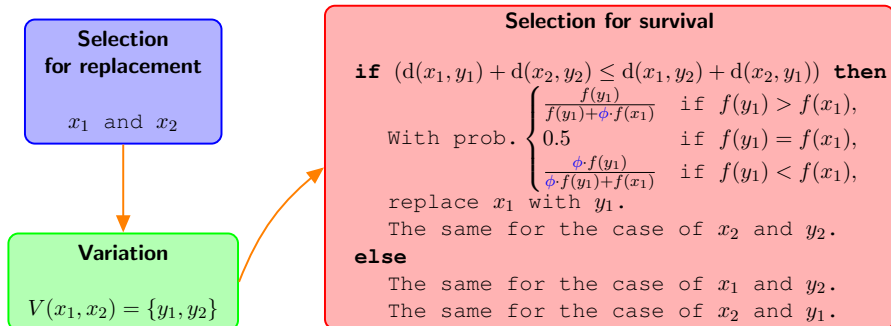 Selection
for replacement
x₁ and x₂
Variation
V(x₁, x₂) = {y₁, y₂}
Selection for survival
if (d(x₁, y₁) + d(x₂, y₂) ≤ d(x₁, y₂) + d(x₂, y₁)) then
With prob. { f(y₁) / (f(y₁)+ϕ·f(x₁)) if f(y₁) > f(x₁),
0.5 if f(y₁) = f(x₁),
ϕ·f(y₁) / (ϕ·f(y₁)+f(x₁)) if f(y₁) < f(x₁),
replace x₁ with y₁.
The same for the case of x₂ and y₂.
else
The same for the case of x₁ and y₂.
The same for the case of x₂ and y₁.